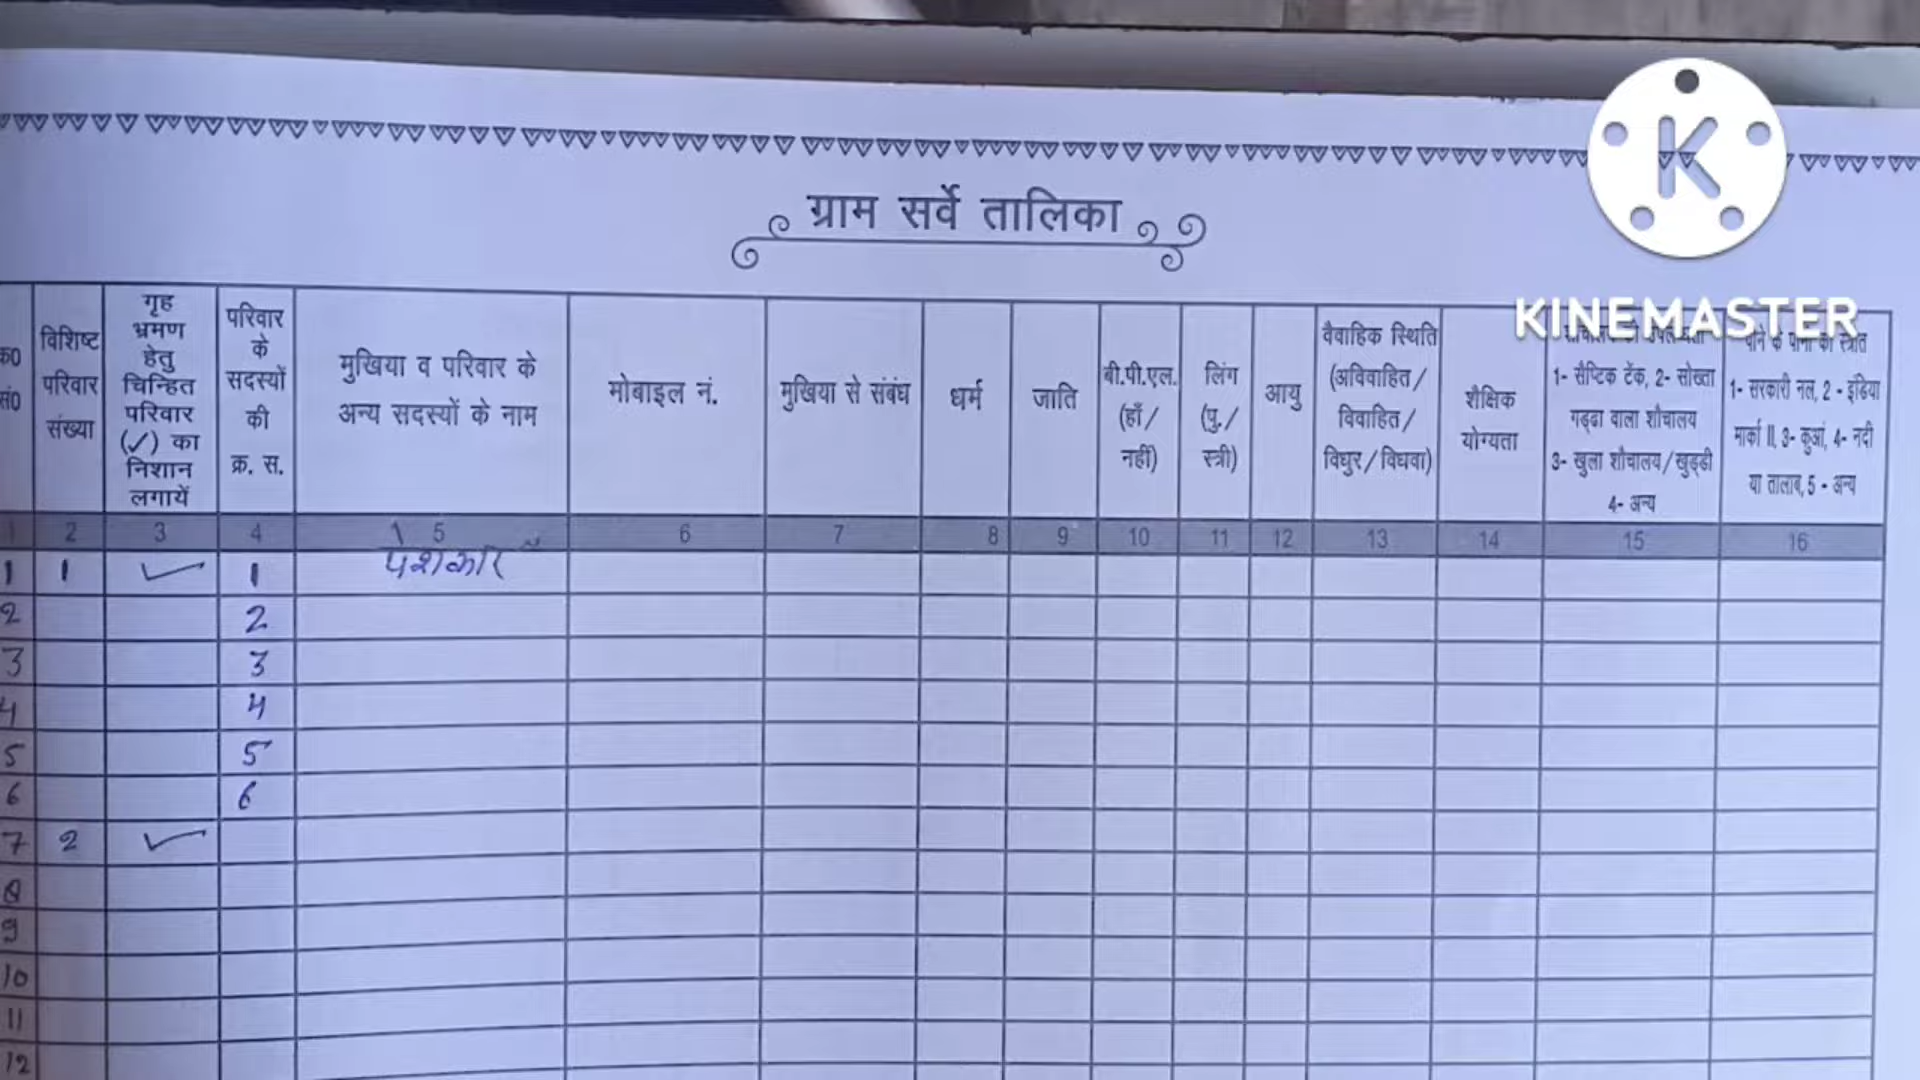 ग्राम सर्वे तालिका
KINEMASTER
क0 सं0
विशिष्ट परिवार संख्या
गृह भ्रमण हेतु चिन्हित परिवार (✓) का निशान लगायें
परिवार के सदस्यों की क्र. स.
मुखिया व परिवार के अन्य सदस्यों के नाम
मोबाइल नं.
मुखिया से संबंध
धर्म
जाति
बी.पी.एल. (हाँ/नहीं)
लिंग (पु./स्त्री)
आयु
वैवाहिक स्थिति (अविवाहित/विवाहित/विधुर/विधवा)
शैक्षिक योग्यता
1- सैप्टिक टेंक, 2- सोख्ता गड्ढा वाला शौचालय 3- खुला शौचालय/खुड्डी 4- अन्य
पीने के पानी का स्त्रोत 1- सरकारी नल, 2 - इंडिया मार्का II, 3- कुआं, 4- नदी या तालाब, 5 - अन्य
1 2 3 4 5 6 7 8 9 10 11 12 13 14 15 16
1 1 ✓ 1 पेशकार
2 2
3 3
4 4
5 5
6 6
7 2 ✓
8
9
10
11
12